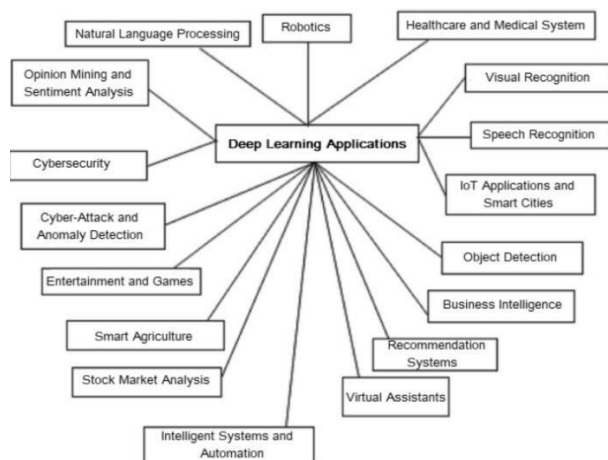 Robotics
Natural Language Processing
Healthcare and Medical System
Opinion Mining and
Sentiment Analysis
Visual Recognition
Deep Learning Applications
Speech Recognition
Cybersecurity
IoT Applications and
Smart Cities
Cyber-Attack and
Anomaly Detection
Object Detection
Entertainment and Games
Business Intelligence
Smart Agriculture
Recommendation
Systems
Stock Market Analysis
Virtual Assistants
Intelligent Systems and
Automation